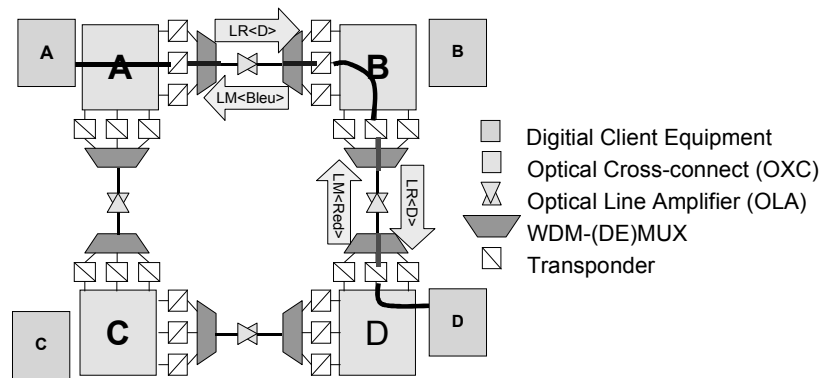 LR<D>
A
A
B
B
LM<Bleu>
LM<Red>
LR<D>
Digitial Client Equipment
Optical Cross-connect (OXC)
Optical Line Amplifier (OLA)
WDM-(DE)MUX
Transponder
C
C
D
D